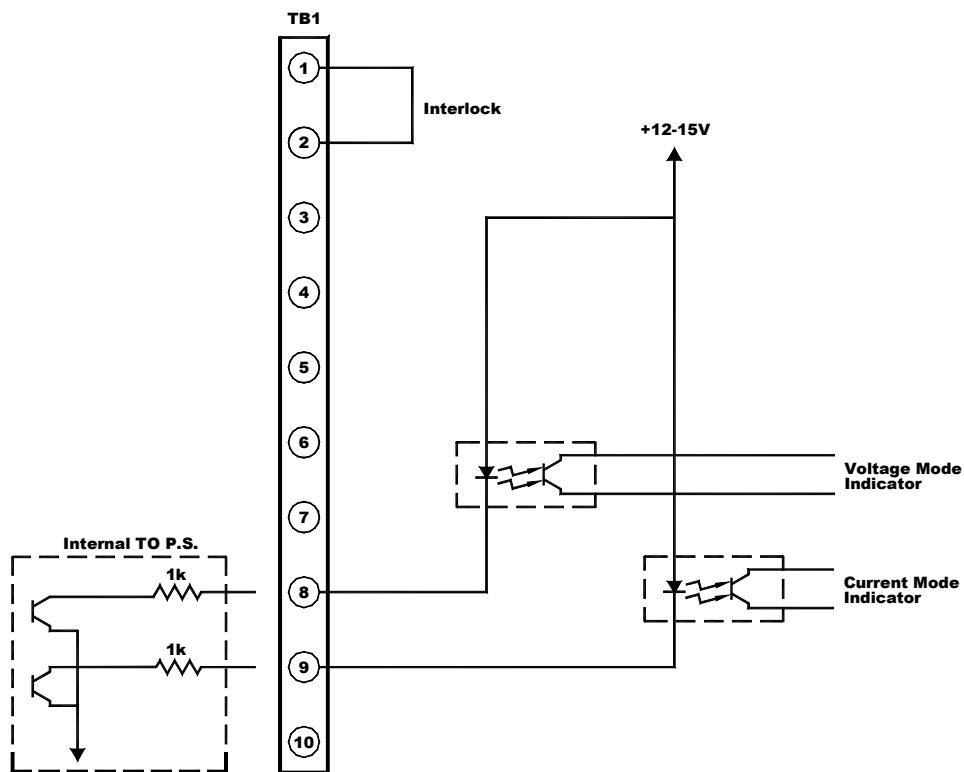 TB1
1
Interlock
2
+12-15V
3
4
5
6
Voltage Mode
Indicator
7
Internal TO P.S.
1k
8
Current Mode
Indicator
1k
9
10